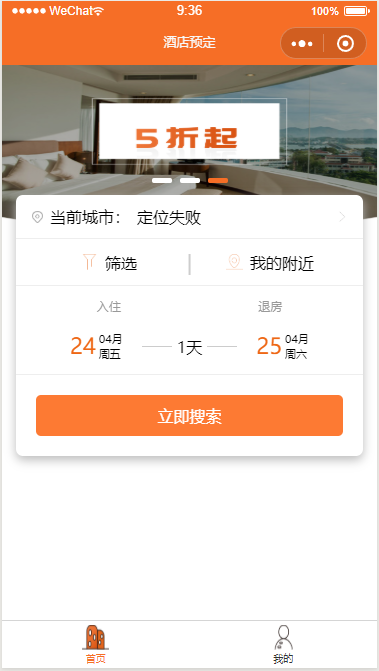 WeChat 9:36 100%
酒店预定
5折起
当前城市： 定位失败
筛选 我的附近
入住 退房
24 04月 周五 1天 25 04月 周六
立即搜索
首页 我的